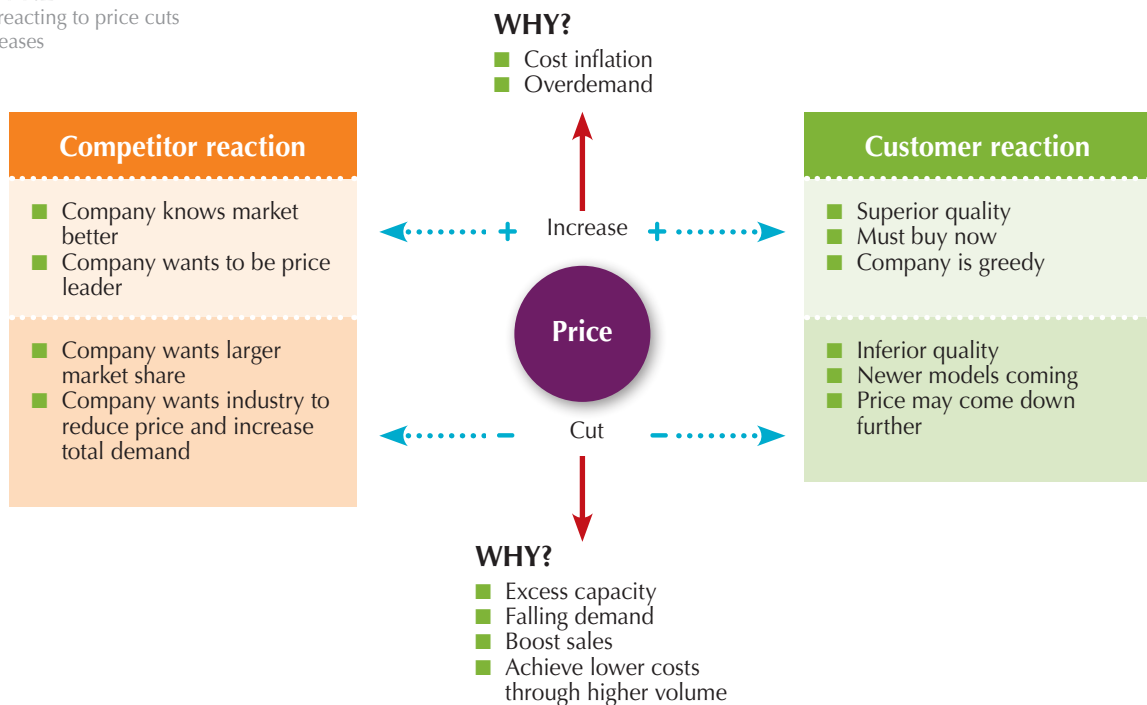 reacting to price cuts
eases
WHY?
Cost inflation
Overdemand
Competitor reaction
Company knows market
better
Company wants to be price
leader
Company wants larger
market share
Company wants industry to
reduce price and increase
total demand
+ Increase +
Price
− Cut −
Customer reaction
Superior quality
Must buy now
Company is greedy
Inferior quality
Newer models coming
Price may come down
further
WHY?
Excess capacity
Falling demand
Boost sales
Achieve lower costs
through higher volume